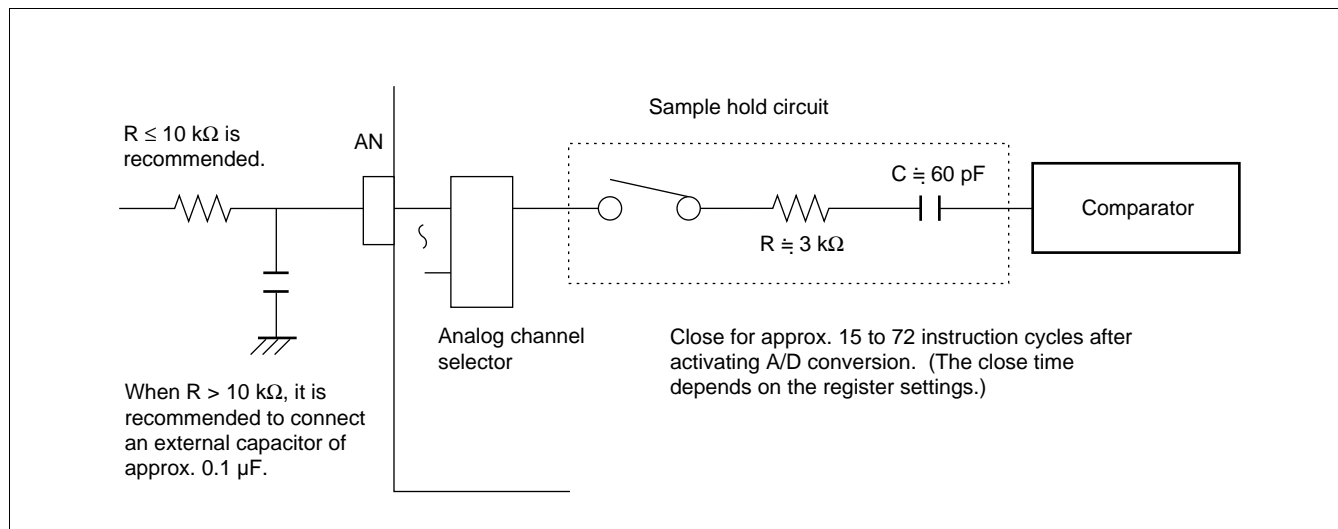 Sample hold circuit
R ≤ 10 kΩ is
recommended.
AN
C ≒ 60 pF
Comparator
R ≒ 3 kΩ
Analog channel
selector
Close for approx. 15 to 72 instruction cycles after
activating A/D conversion. (The close time
depends on the register settings.)
When R > 10 kΩ, it is
recommended to connect
an external capacitor of
approx. 0.1 µF.